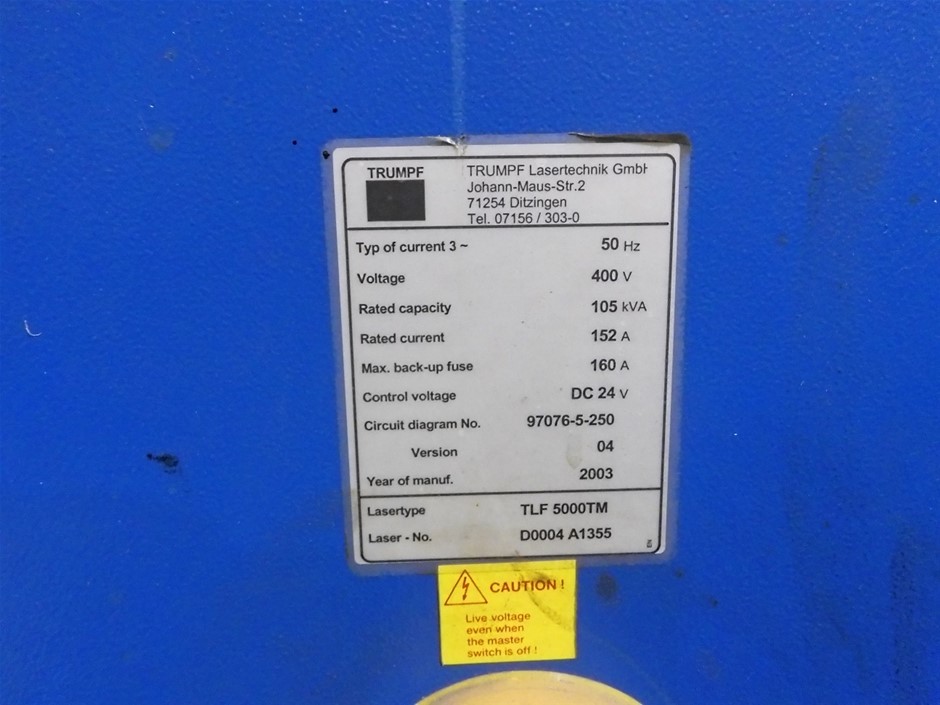 TRUMPF
TRUMPF Lasertechnik GmbH
Johann-Maus-Str.2
71254 Ditzingen
Tel. 07156 / 303-0
Typ of current 3 ~ 50 Hz
Voltage 400 V
Rated capacity 105 kVA
Rated current 152 A
Max. back-up fuse 160 A
Control voltage DC 24 V
Circuit diagram No. 97076-5-250
Version 04
Year of manuf. 2003
Lasertype TLF 5000TM
Laser - No. D0004 A1355
EN
CAUTION !
Live voltage
even when
the master
switch is off !